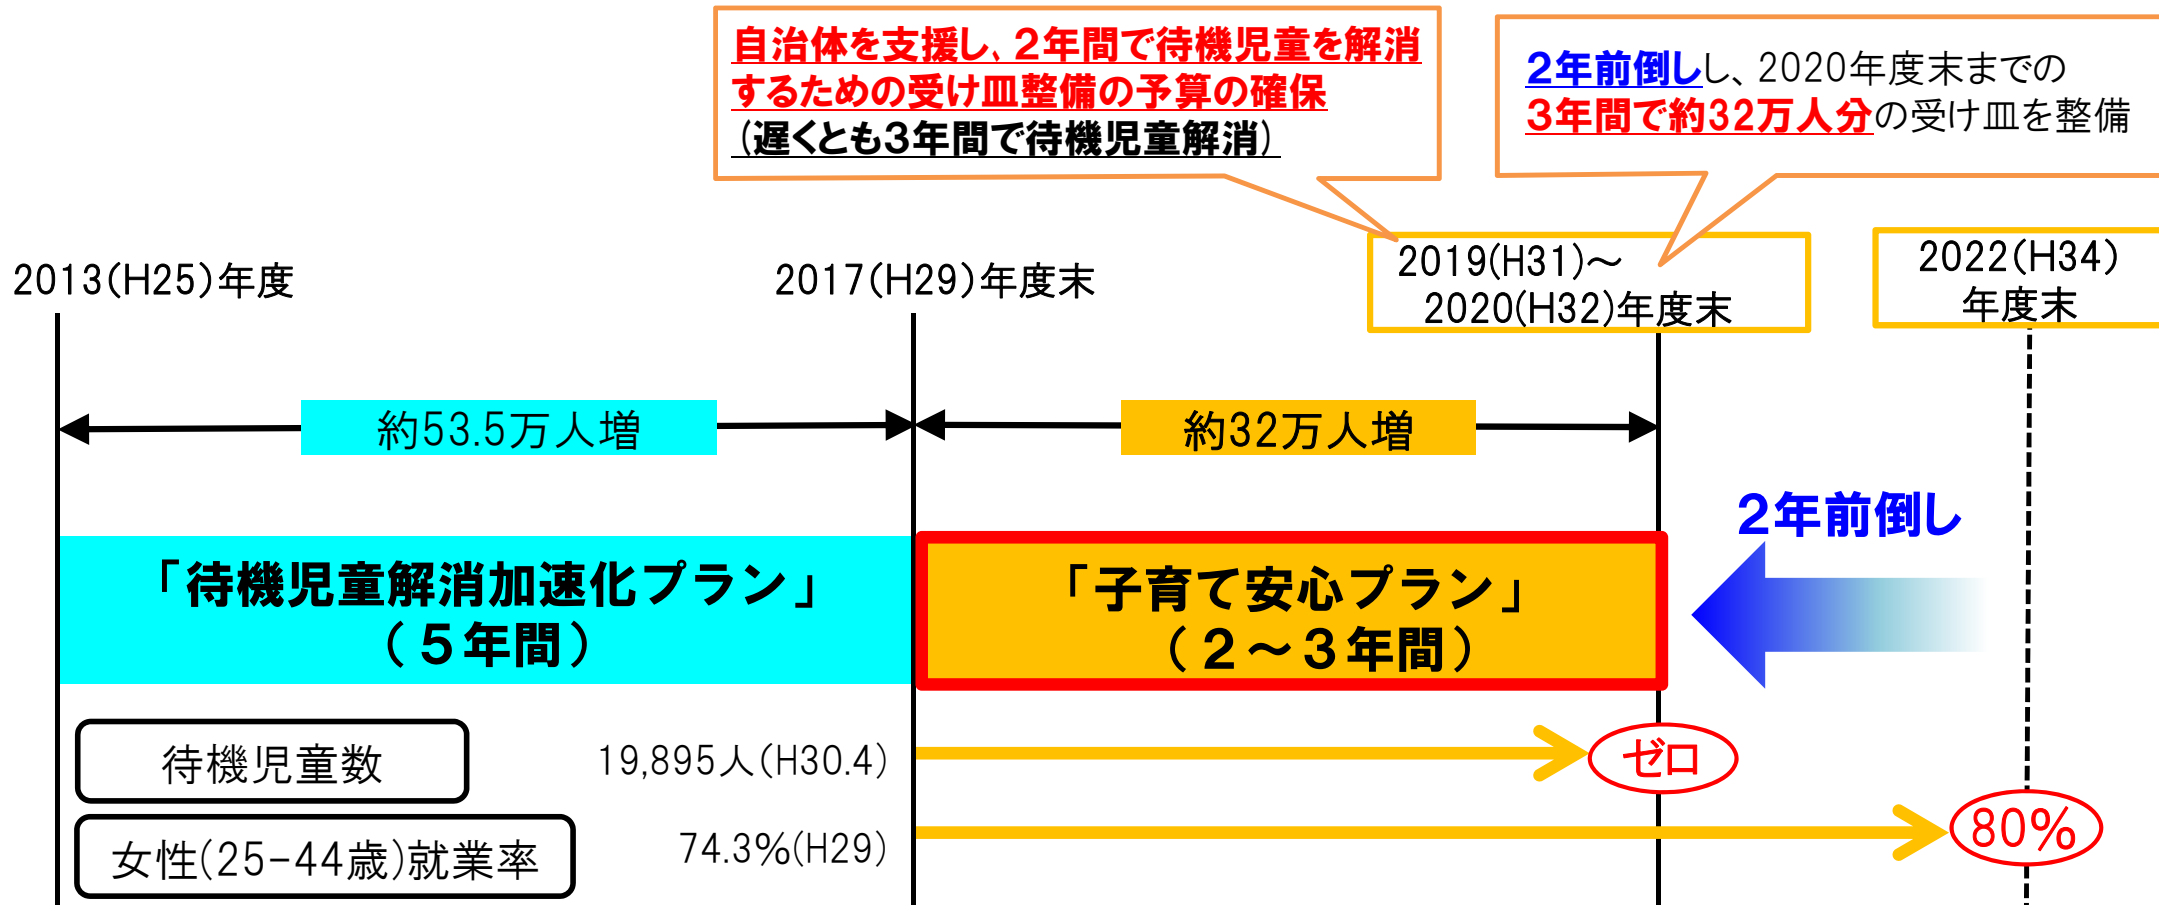 自治体を支援し、２年間で待機児童を解消
するための受け皿整備の予算の確保
（遅くとも３年間で待機児童解消）
２年前倒しし、2020年度末までの
３年間で約32万人分の受け皿を整備
2013(H25)年度
2017(H29)年度末
2019(H31)～
2020(H32)年度末
2022(H34)
年度末
約53.5万人増
約32万人増
２年前倒し
「待機児童解消加速化プラン」
（５年間）
「子育て安心プラン」
（２～３年間）
待機児童数
19,895人(H30.4)
ゼロ
女性(25-44歳)就業率
74.3%(H29)
80%